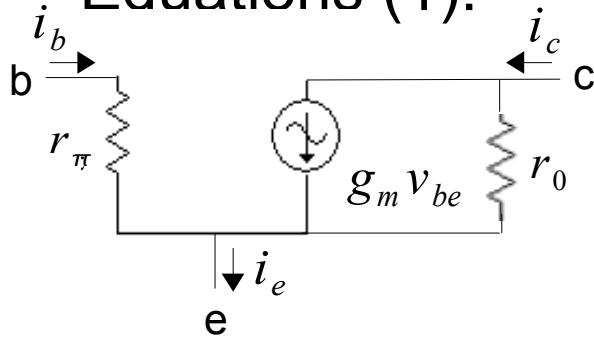 Equations (1):
i_b
i_c
b
c
r_π
g_m v_be
r_0
i_e
e